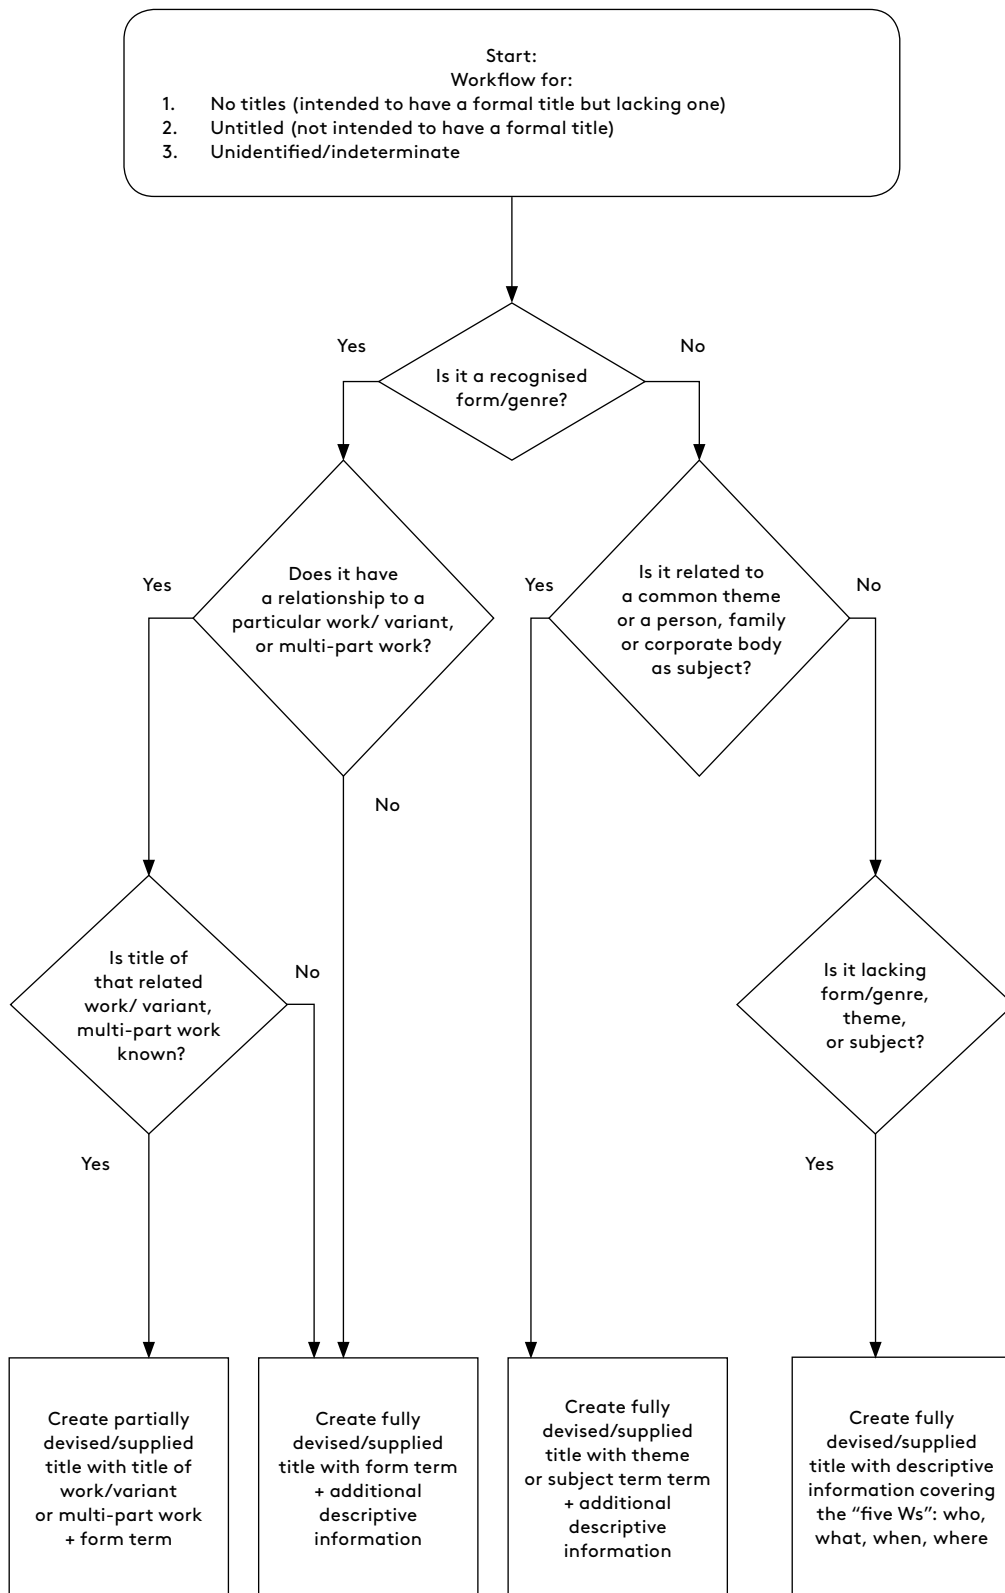 Start:
Workflow for:
1. No titles (intended to have a formal title but lacking one)
2. Untitled (not intended to have a formal title)
3. Unidentified/indeterminate
Yes
No
Is it a recognised
form/genre?
Yes
Does it have
a relationship to a
particular work/ variant,
or multi-part work?
No
Yes
Is it related to
a common theme
or a person, family
or corporate body
as subject?
No
Is title of
that related
work/ variant,
multi-part work
known?
No
Yes
Is it lacking
form/genre,
theme,
or subject?
Yes
Create partially
devised/supplied
title with title of
work/variant
or multi-part work
+ form term
Create fully
devised/supplied
title with form term
+ additional
descriptive
information
Create fully
devised/supplied
title with theme
or subject term term
+ additional
descriptive
information
Create fully
devised/supplied
title with descriptive
information covering
the “five Ws”: who,
what, when, where